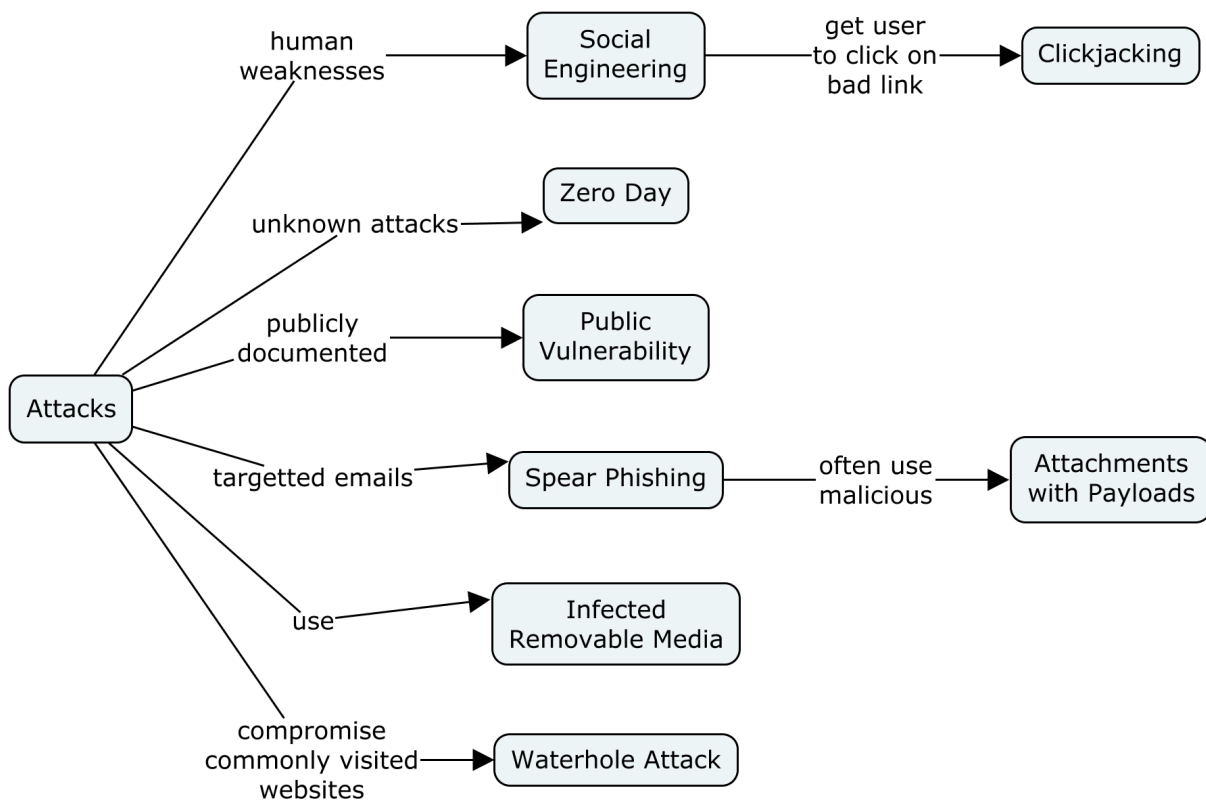 human
weaknesses
Social
Engineering
get user
to click on
bad link
Clickjacking
unknown attacks
Zero Day
publicly
documented
Public
Vulnerability
Attacks
targetted emails
Spear Phishing
often use
malicious
Attachments
with Payloads
use
Infected
Removable Media
compromise
commonly visited
websites
Waterhole Attack